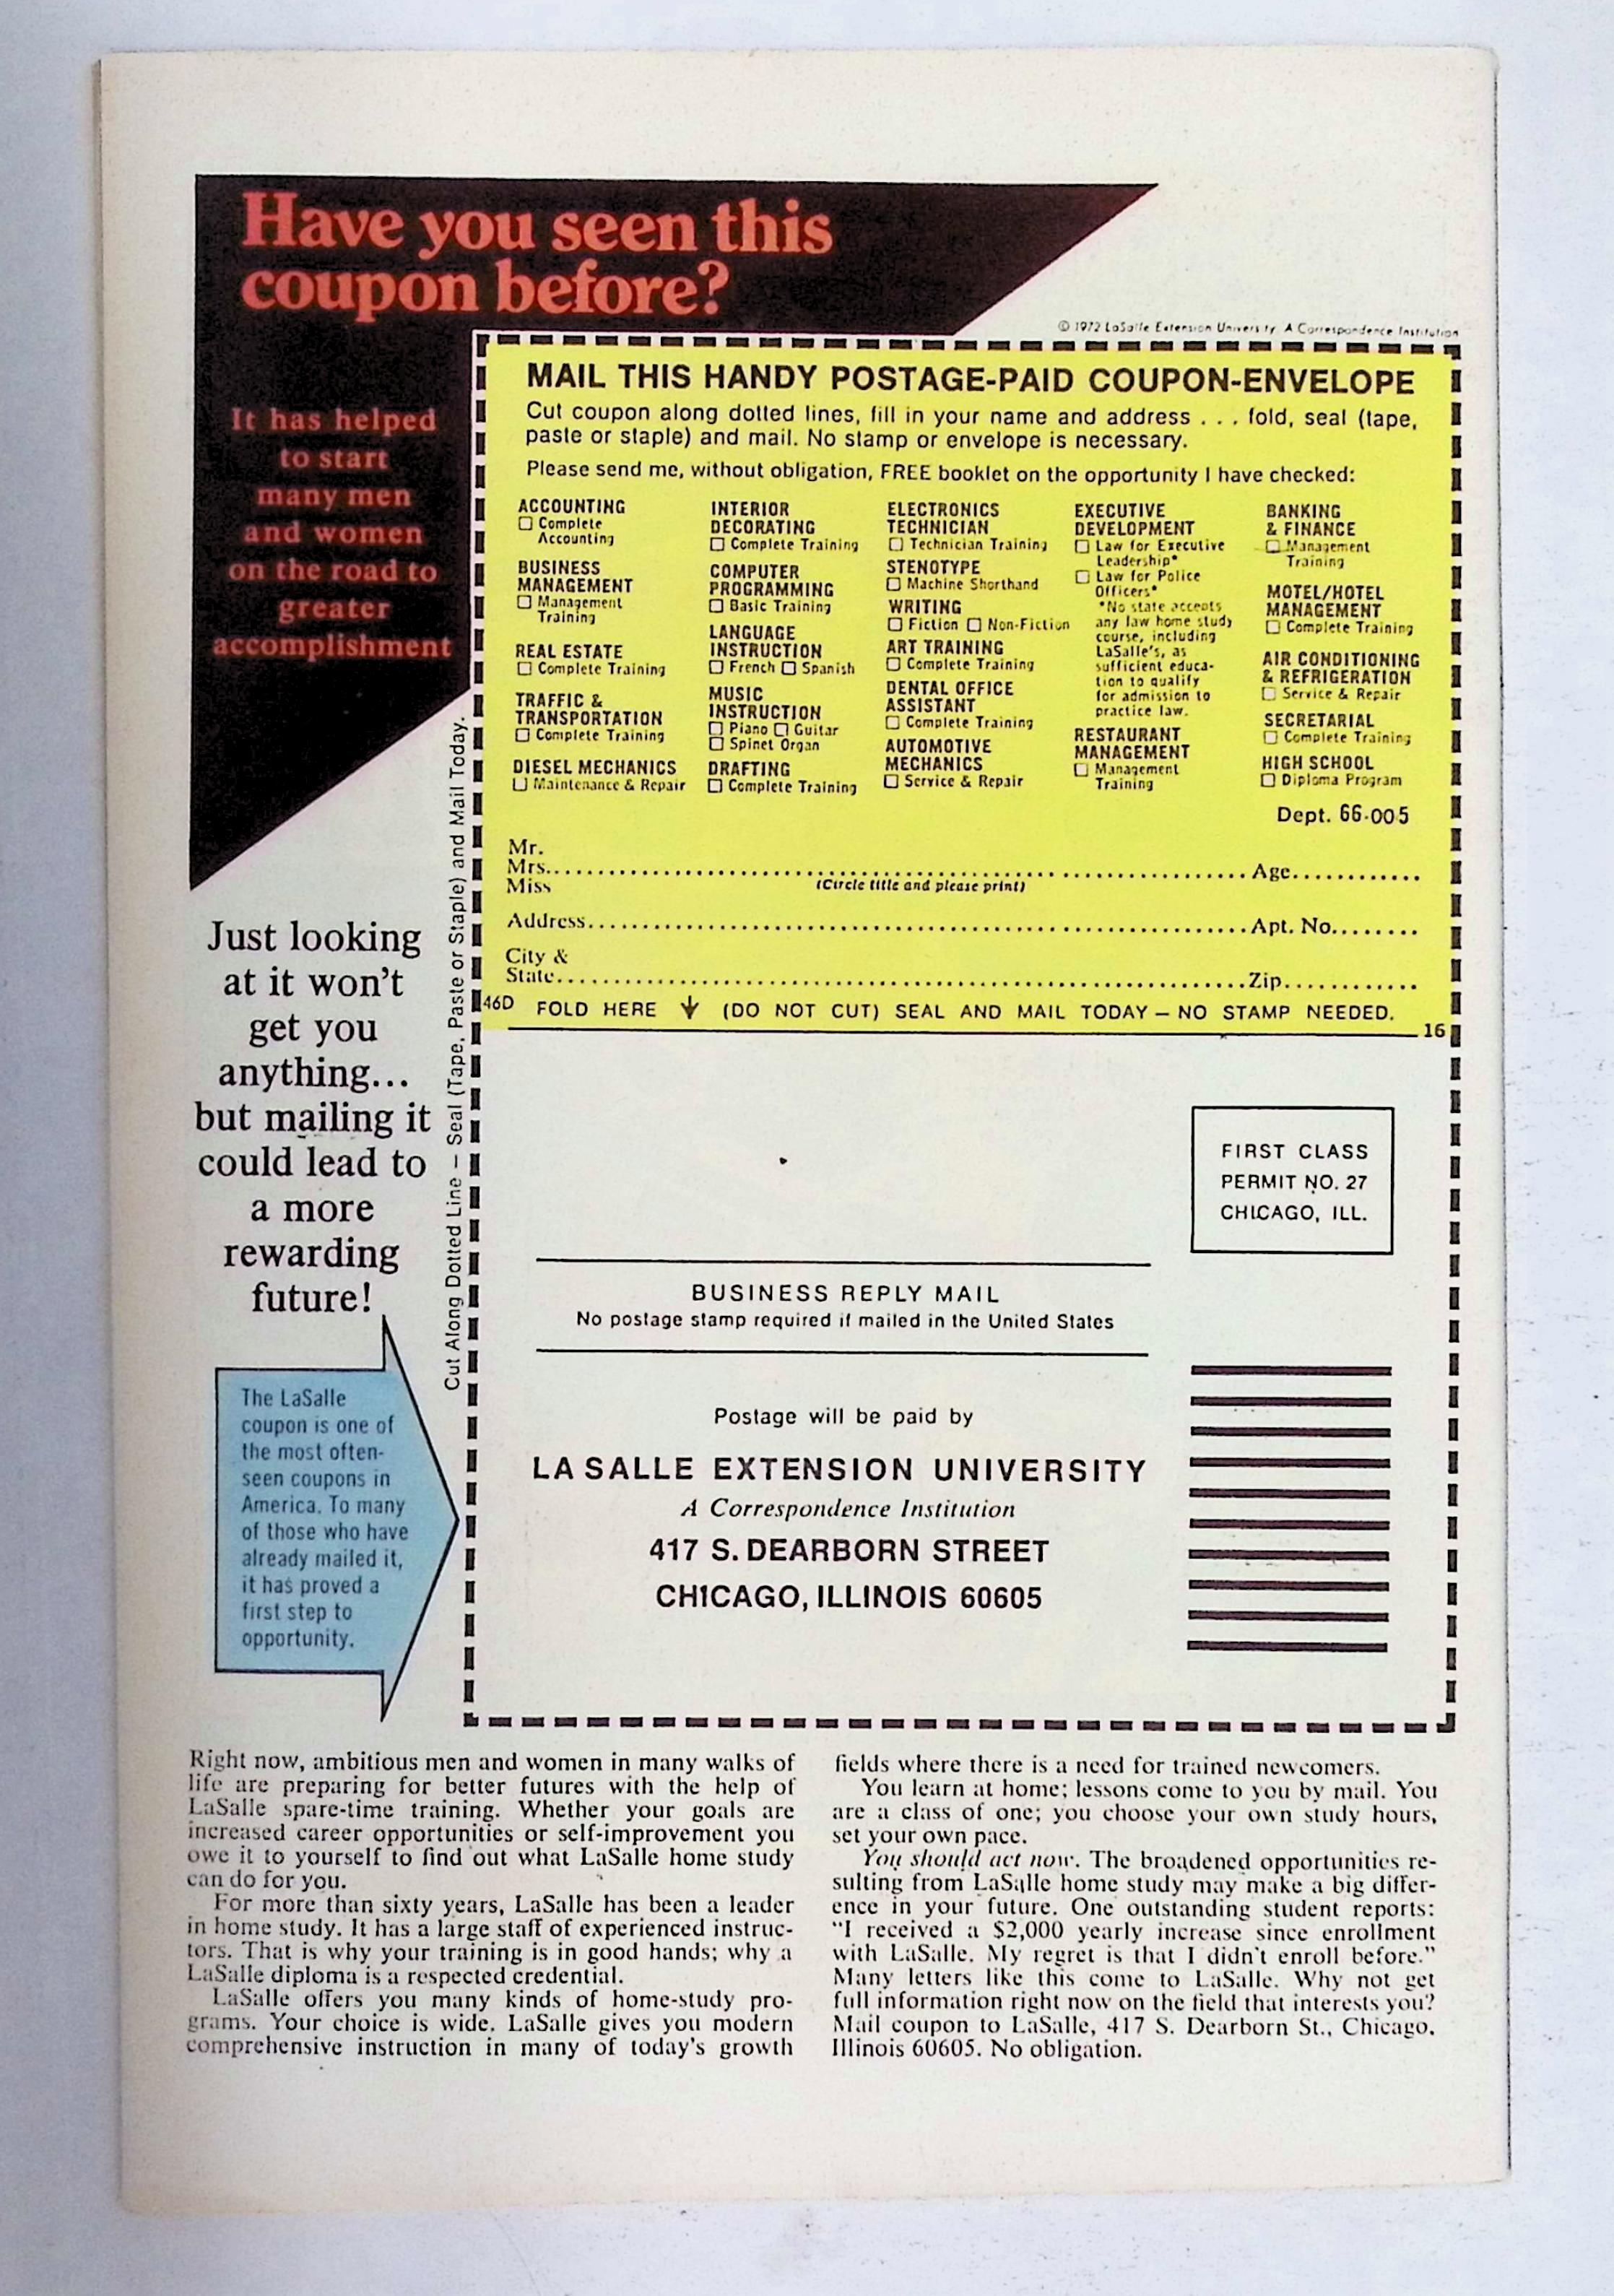 Have you seen this
coupon before?
It has helped
to start
many men
and women
on the road to
greater
accomplishment
© 1972 LaSalle Extension University A Correspondence Institution
MAIL THIS HANDY POSTAGE-PAID COUPON-ENVELOPE
Cut coupon along dotted lines, fill in your name and address . . . fold, seal (tape,
paste or staple) and mail. No stamp or envelope is necessary.
Please send me, without obligation, FREE booklet on the opportunity I have checked:
ACCOUNTING
☐ Complete
Accounting
BUSINESS
MANAGEMENT
☐ Management
Training
REAL ESTATE
☐ Complete Training
TRAFFIC &
TRANSPORTATION
☐ Complete Training
DIESEL MECHANICS
☐ Maintenance & Repair
INTERIOR
DECORATING
☐ Complete Training
COMPUTER
PROGRAMMING
☐ Basic Training
LANGUAGE
INSTRUCTION
☐ French ☐ Spanish
MUSIC
INSTRUCTION
☐ Piano ☐ Guitar
☐ Spinet Organ
DRAFTING
☐ Complete Training
ELECTRONICS
TECHNICIAN
☐ Technician Training
STENOTYPE
☐ Machine Shorthand
WRITING
☐ Fiction ☐ Non-Fiction
ART TRAINING
☐ Complete Training
DENTAL OFFICE
ASSISTANT
☐ Complete Training
AUTOMOTIVE
MECHANICS
☐ Service & Repair
EXECUTIVE
DEVELOPMENT
☐ Law for Executive
Leadership*
☐ Law for Police
Officers*
*No state accepts
any law home study
course, including
LaSalle's, as
sufficient educa-
tion to qualify
for admission to
practice law.
RESTAURANT
MANAGEMENT
☐ Management
Training
BANKING
& FINANCE
☐ Management
Training
MOTEL/HOTEL
MANAGEMENT
☐ Complete Training
AIR CONDITIONING
& REFRIGERATION
☐ Service & Repair
SECRETARIAL
☐ Complete Training
HIGH SCHOOL
☐ Diploma Program
Dept. 66-005
Mr.
Mrs. Age
Miss (Circle title and please print)
Address Apt. No.
City &
State Zip
46D FOLD HERE ↓ (DO NOT CUT) SEAL AND MAIL TODAY — NO STAMP NEEDED.
16
Cut Along Dotted Line – Seal (Tape, Paste or Staple) and Mail Today.
Just looking
at it won't
get you
anything...
but mailing it
could lead to
a more
rewarding
future!
The LaSalle
coupon is one of
the most often-
seen coupons in
America. To many
of those who have
already mailed it,
it has proved a
first step to
opportunity.
FIRST CLASS
PERMIT NO. 27
CHICAGO, ILL.
BUSINESS REPLY MAIL
No postage stamp required if mailed in the United States
Postage will be paid by
LA SALLE EXTENSION UNIVERSITY
A Correspondence Institution
417 S. DEARBORN STREET
CHICAGO, ILLINOIS 60605
Right now, ambitious men and women in many walks of
life are preparing for better futures with the help of
LaSalle spare-time training. Whether your goals are
increased career opportunities or self-improvement you
owe it to yourself to find out what LaSalle home study
can do for you.
For more than sixty years, LaSalle has been a leader
in home study. It has a large staff of experienced instruc-
tors. That is why your training is in good hands; why a
LaSalle diploma is a respected credential.
LaSalle offers you many kinds of home-study pro-
grams. Your choice is wide. LaSalle gives you modern
comprehensive instruction in many of today's growth
fields where there is a need for trained newcomers.
You learn at home; lessons come to you by mail. You
are a class of one; you choose your own study hours,
set your own pace.
You should act now. The broadened opportunities re-
sulting from LaSalle home study may make a big differ-
ence in your future. One outstanding student reports:
"I received a $2,000 yearly increase since enrollment
with LaSalle. My regret is that I didn't enroll before."
Many letters like this come to LaSalle. Why not get
full information right now on the field that interests you?
Mail coupon to LaSalle, 417 S. Dearborn St., Chicago,
Illinois 60605. No obligation.